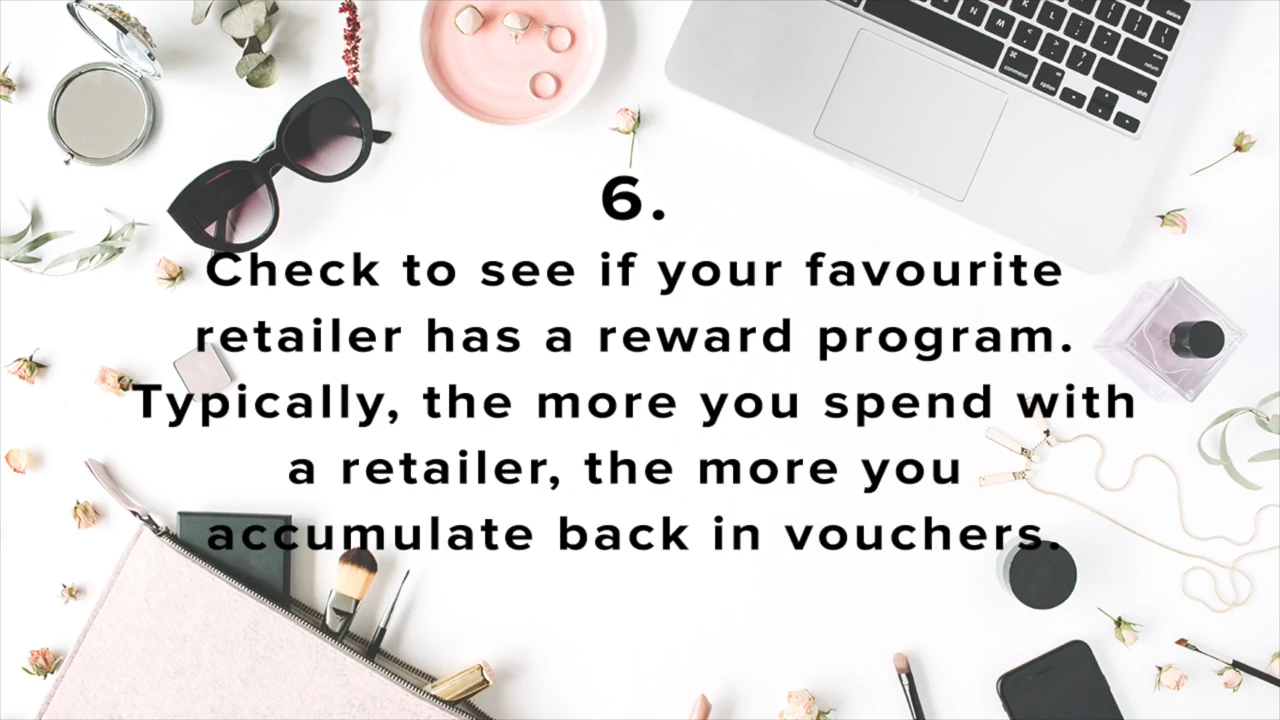 6.
Check to see if your favourite
retailer has a reward program.
Typically, the more you spend with
a retailer, the more you
accumulate back in vouchers.